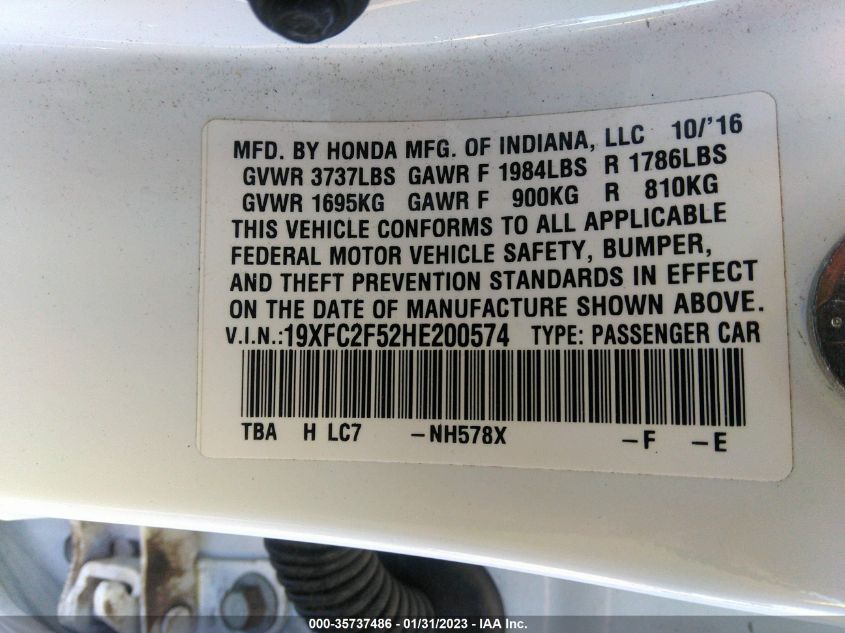 MFD. BY HONDA MFG. OF INDIANA, LLC 10/'16
GVWR 3737LBS GAWR F 1984LBS R 1786LBS
GVWR 1695KG GAWR F 900KG R 810KG
THIS VEHICLE CONFORMS TO ALL APPLICABLE
FEDERAL MOTOR VEHICLE SAFETY, BUMPER,
AND THEFT PREVENTION STANDARDS IN EFFECT
ON THE DATE OF MANUFACTURE SHOWN ABOVE.
V.I.N.:19XFC2F52HE200574 TYPE: PASSENGER CAR
TBA H LC7 -NH578X -F -E
000-35737486 - 01/31/2023 - IAA Inc.